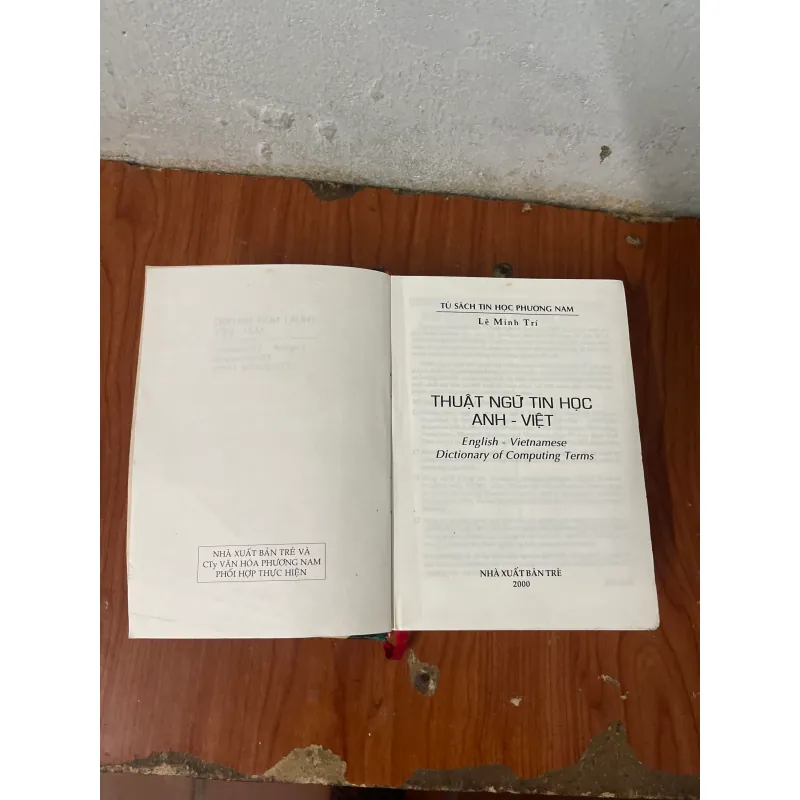 NHÀ XUẤT BẢN TRẺ VÀ
CTy VĂN HÓA PHƯƠNG NAM
PHỐI HỢP THỰC HIỆN
TỦ SÁCH TIN HỌC PHƯƠNG NAM
Lê Minh Trí
THUẬT NGỮ TIN HỌC
ANH - VIỆT
English - Vietnamese
Dictionary of Computing Terms
NHÀ XUẤT BẢN TRẺ
2000